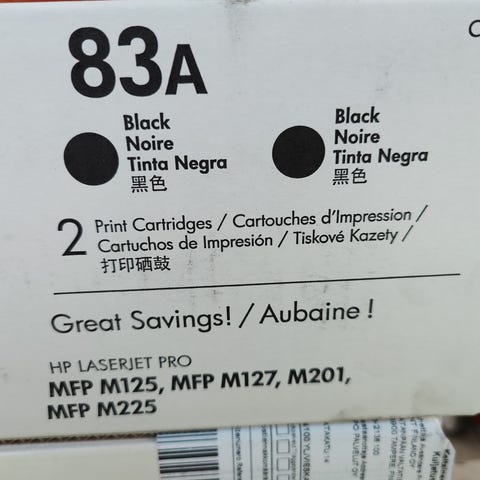 83A
Black
Noire
Tinta Negra
黑色
Black
Noire
Tinta Negra
黑色
2 Print Cartridges / Cartouches d'Impression /
Cartuchos de Impresión / Tiskové Kazety /
打印硒鼓
Great Savings! / Aubaine !
HP LASERJET PRO
MFP M125, MFP M127, M201,
MFP M225